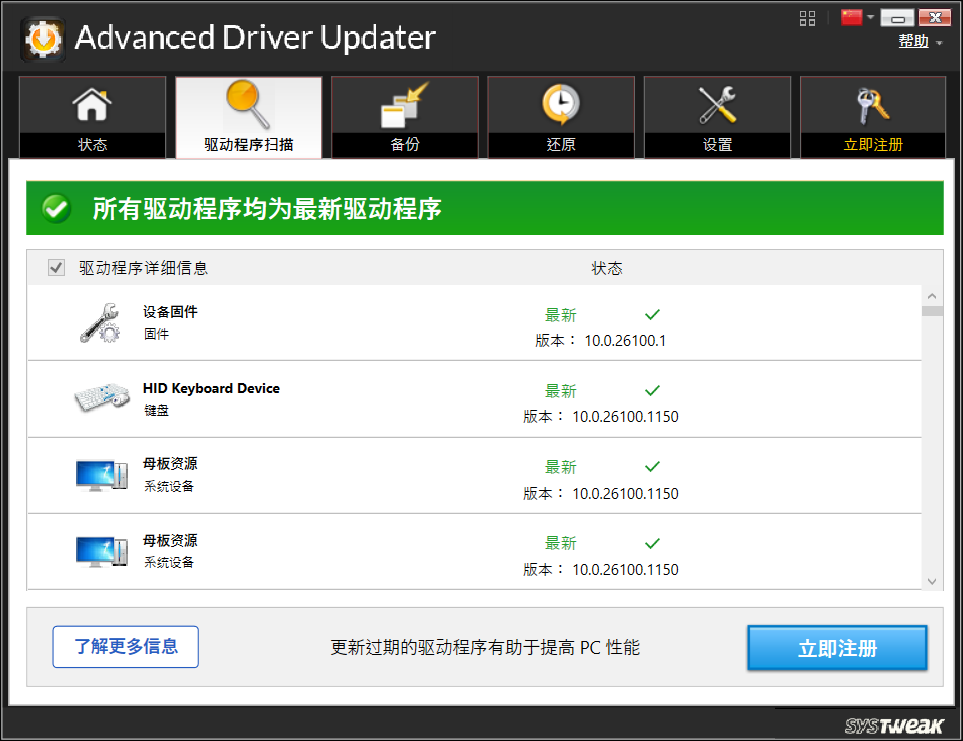 Advanced Driver Updater
帮助
状态
驱动程序扫描
备份
还原
设置
立即注册
所有驱动程序均为最新驱动程序
驱动程序详细信息 状态
设备固件
固件
最新
版本： 10.0.26100.1
HID Keyboard Device
键盘
最新
版本： 10.0.26100.1150
母板资源
系统设备
最新
版本： 10.0.26100.1150
母板资源
系统设备
最新
版本： 10.0.26100.1150
了解更多信息
更新过期的驱动程序有助于提高 PC 性能
立即注册
SYSTWEAK